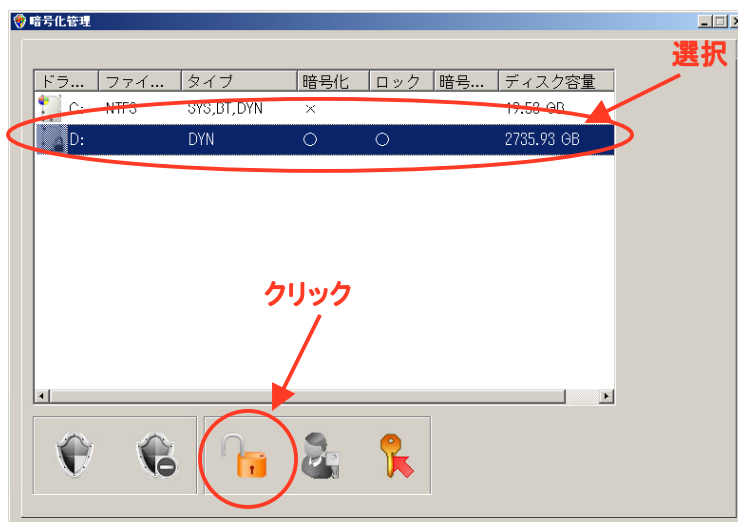 暗号化管理
選択
ドラ... ファイ... タイプ 暗号化 ロック 暗号... ディスク容量
C: NTFS SYS,BT,DYN × 19.53 GB
D: DYN ○ ○ 2735.93 GB
クリック